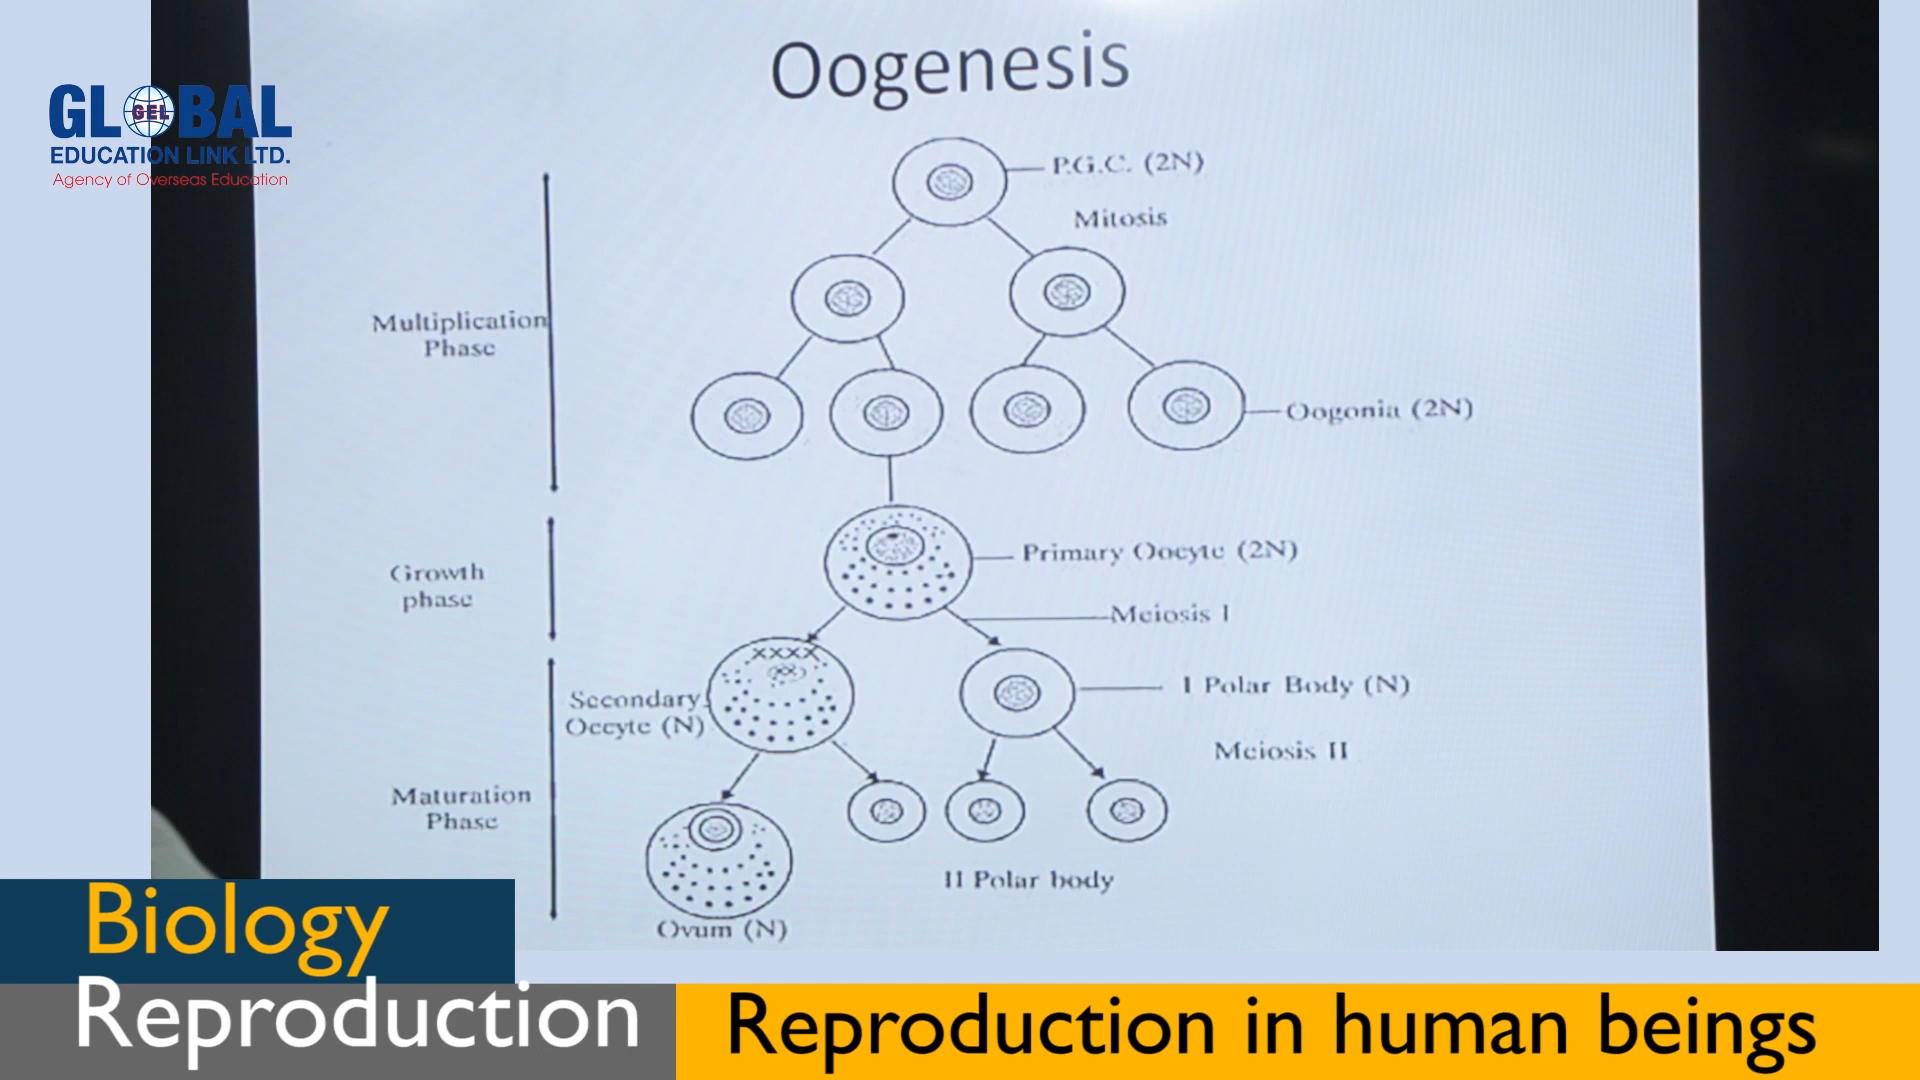 Oogenesis
GLOBAL
GEL
EDUCATION LINK LTD.
Agency of Overseas Education
P.G.C. (2N)
Mitosis
Multiplication
Phase
Oogonia (2N)
Primary Oocyte (2N)
Growth
phase
Meiosis I
I Polar Body (N)
Secondary
Oocyte (N)
Meiosis II
XXXX
Maturation
Phase
II Polar body
Ovum (N)
Biology
Reproduction
Reproduction in human beings